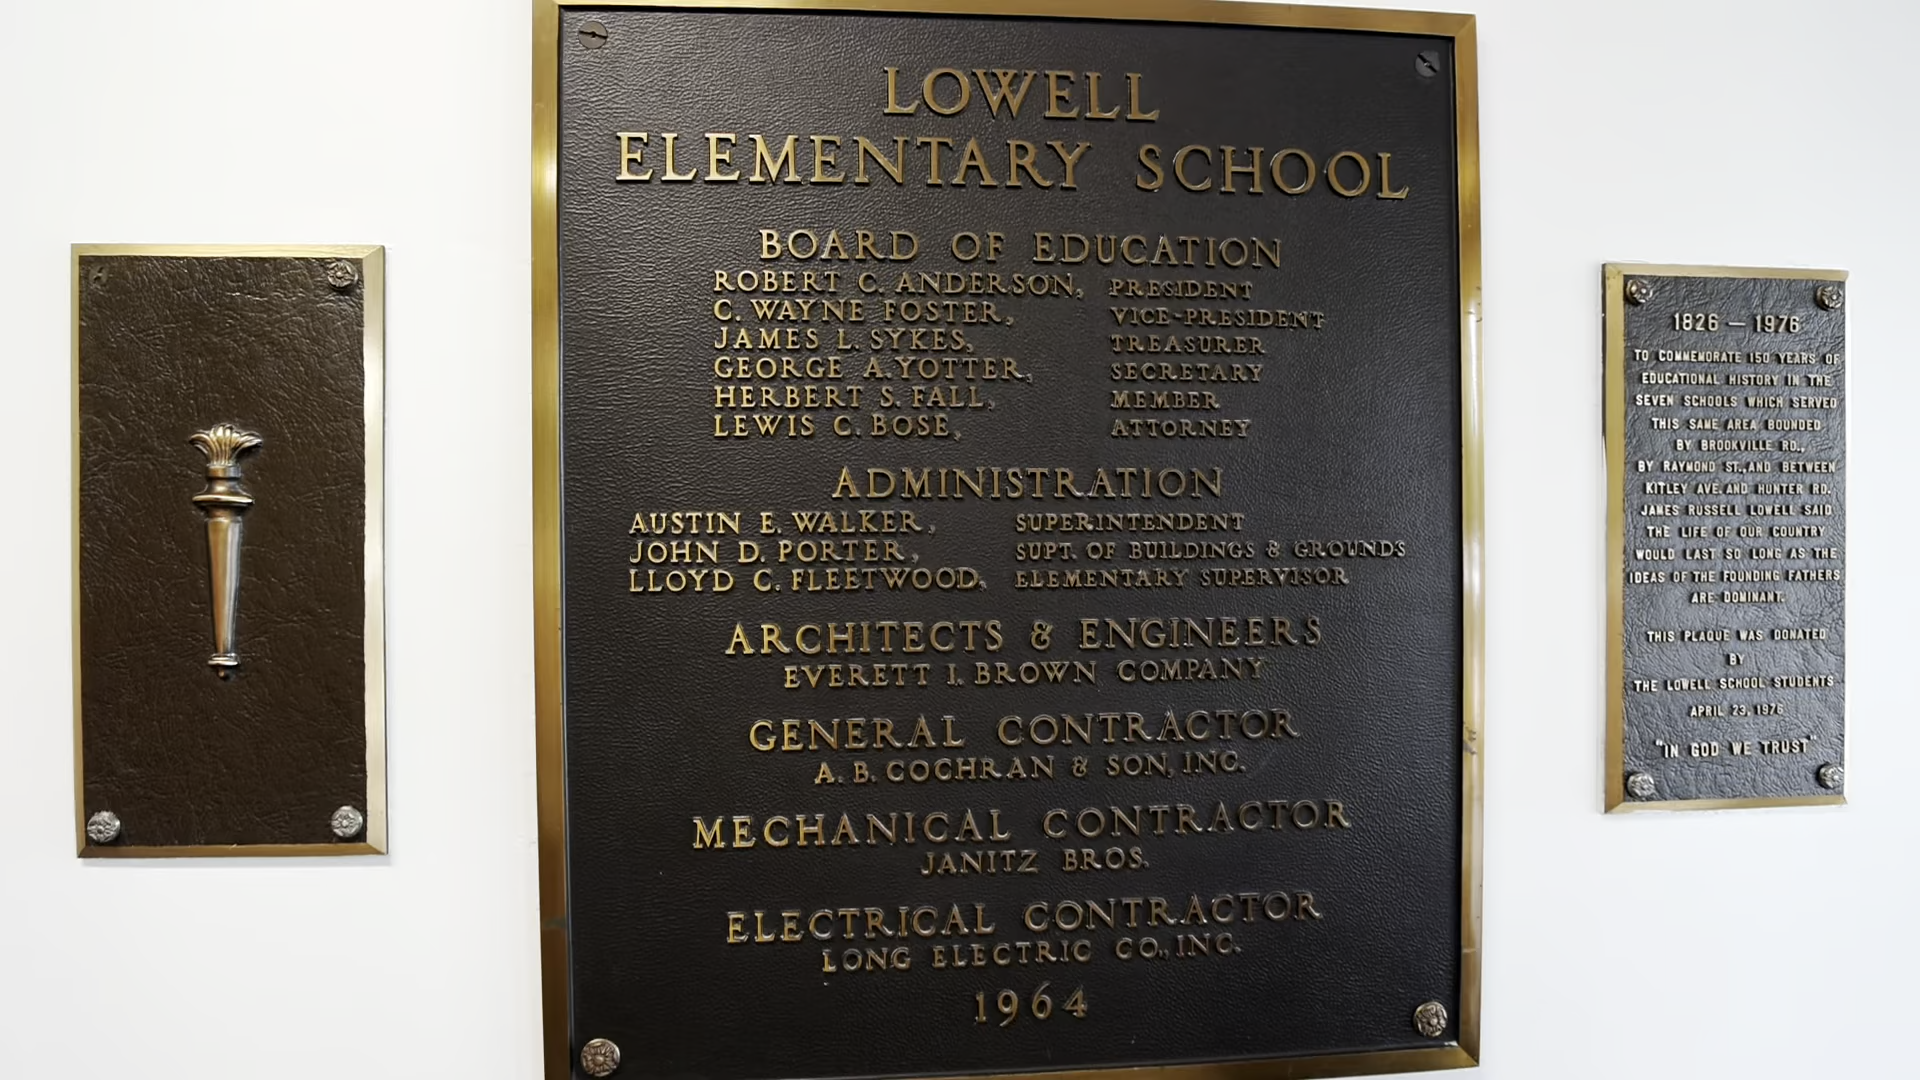 LOWELL
ELEMENTARY SCHOOL
BOARD OF EDUCATION
ROBERT C. ANDERSON, PRESIDENT
C. WAYNE FOSTER, VICE-PRESIDENT
JAMES L. SYKES, TREASURER
GEORGE A. YOTTER, SECRETARY
HERBERT S. FALL, MEMBER
LEWIS C. BOSE, ATTORNEY
ADMINISTRATION
AUSTIN E. WALKER, SUPERINTENDENT
JOHN D. PORTER, SUPT. OF BUILDINGS & GROUNDS
LLOYD C. FLEETWOOD, ELEMENTARY SUPERVISOR
ARCHITECTS & ENGINEERS
EVERETT I. BROWN COMPANY
GENERAL CONTRACTOR
A. B. COCHRAN & SON, INC.
MECHANICAL CONTRACTOR
JANITZ BROS.
ELECTRICAL CONTRACTOR
LONG ELECTRIC CO., INC.
1964
1826 — 1976
TO COMMEMORATE 150 YEARS OF
EDUCATIONAL HISTORY IN THE
SEVEN SCHOOLS WHICH SERVED
THIS SAME AREA BOUNDED
BY BROOKVILLE RD.,
BY RAYMOND ST., AND BETWEEN
KITLEY AVE. AND HUNTER RD.
JAMES RUSSELL LOWELL SAID
THE LIFE OF OUR COUNTRY
WOULD LAST SO LONG AS THE
IDEAS OF THE FOUNDING FATHERS
ARE DOMINANT.
THIS PLAQUE WAS DONATED
BY
THE LOWELL SCHOOL STUDENTS
APRIL 23, 1976
"IN GOD WE TRUST"